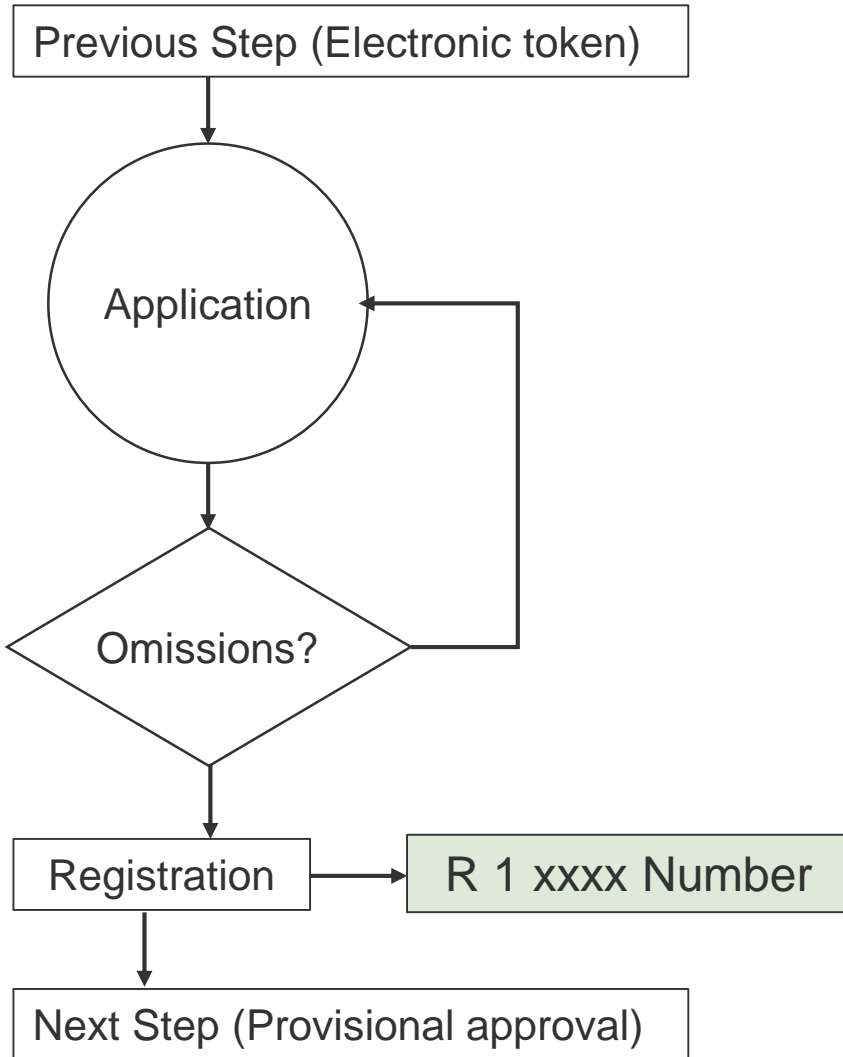 Previous Step (Electronic token)
Application
Omissions?
Registration
R 1 xxxx Number
Next Step (Provisional approval)